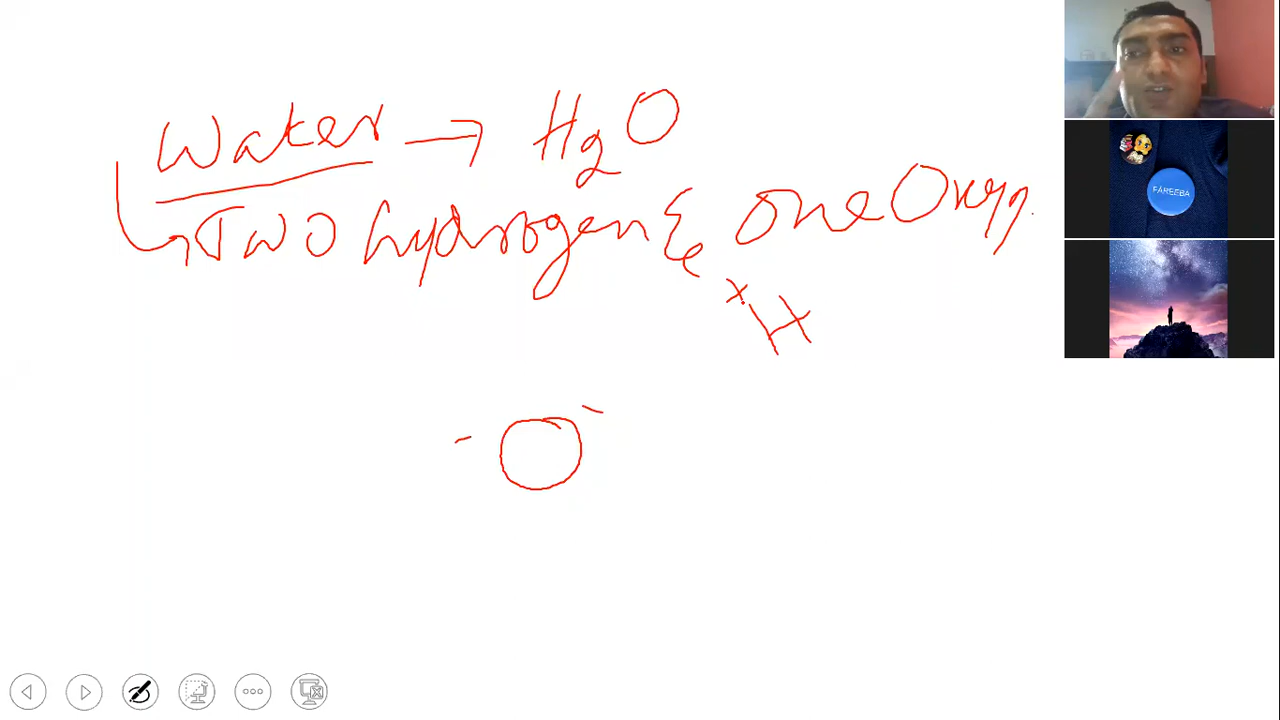 Water → H2O
Two hydrogen & one Oxyg.
x H
- O -
FAREEBA